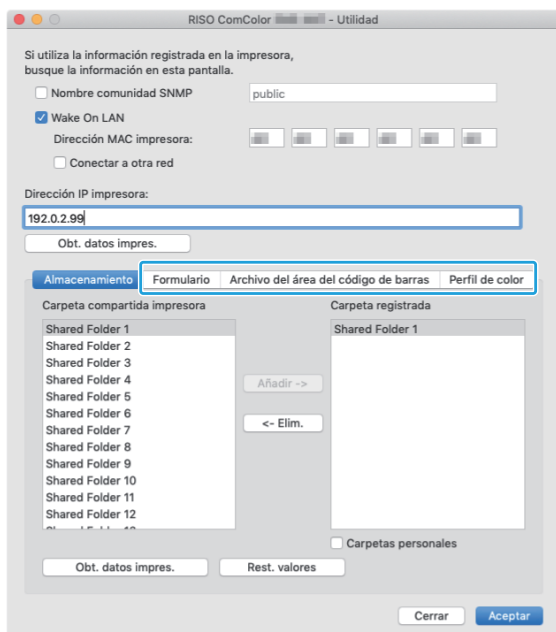 RISO ComColor - Utilidad
Si utiliza la información registrada en la impresora,
busque la información en esta pantalla.
Nombre comunidad SNMP
public
Wake On LAN
Dirección MAC impresora:
Conectar a otra red
Dirección IP impresora:
192.0.2.99
Obt. datos impres.
Almacenamiento Formulario Archivo del área del código de barras Perfil de color
Carpeta compartida impresora
Shared Folder 1
Shared Folder 2
Shared Folder 3
Shared Folder 4
Shared Folder 5
Shared Folder 6
Shared Folder 7
Shared Folder 8
Shared Folder 9
Shared Folder 10
Shared Folder 11
Shared Folder 12
Añadir ->
<- Elim.
Carpeta registrada
Shared Folder 1
Carpetas personales
Obt. datos impres.
Rest. valores
Cerrar
Aceptar